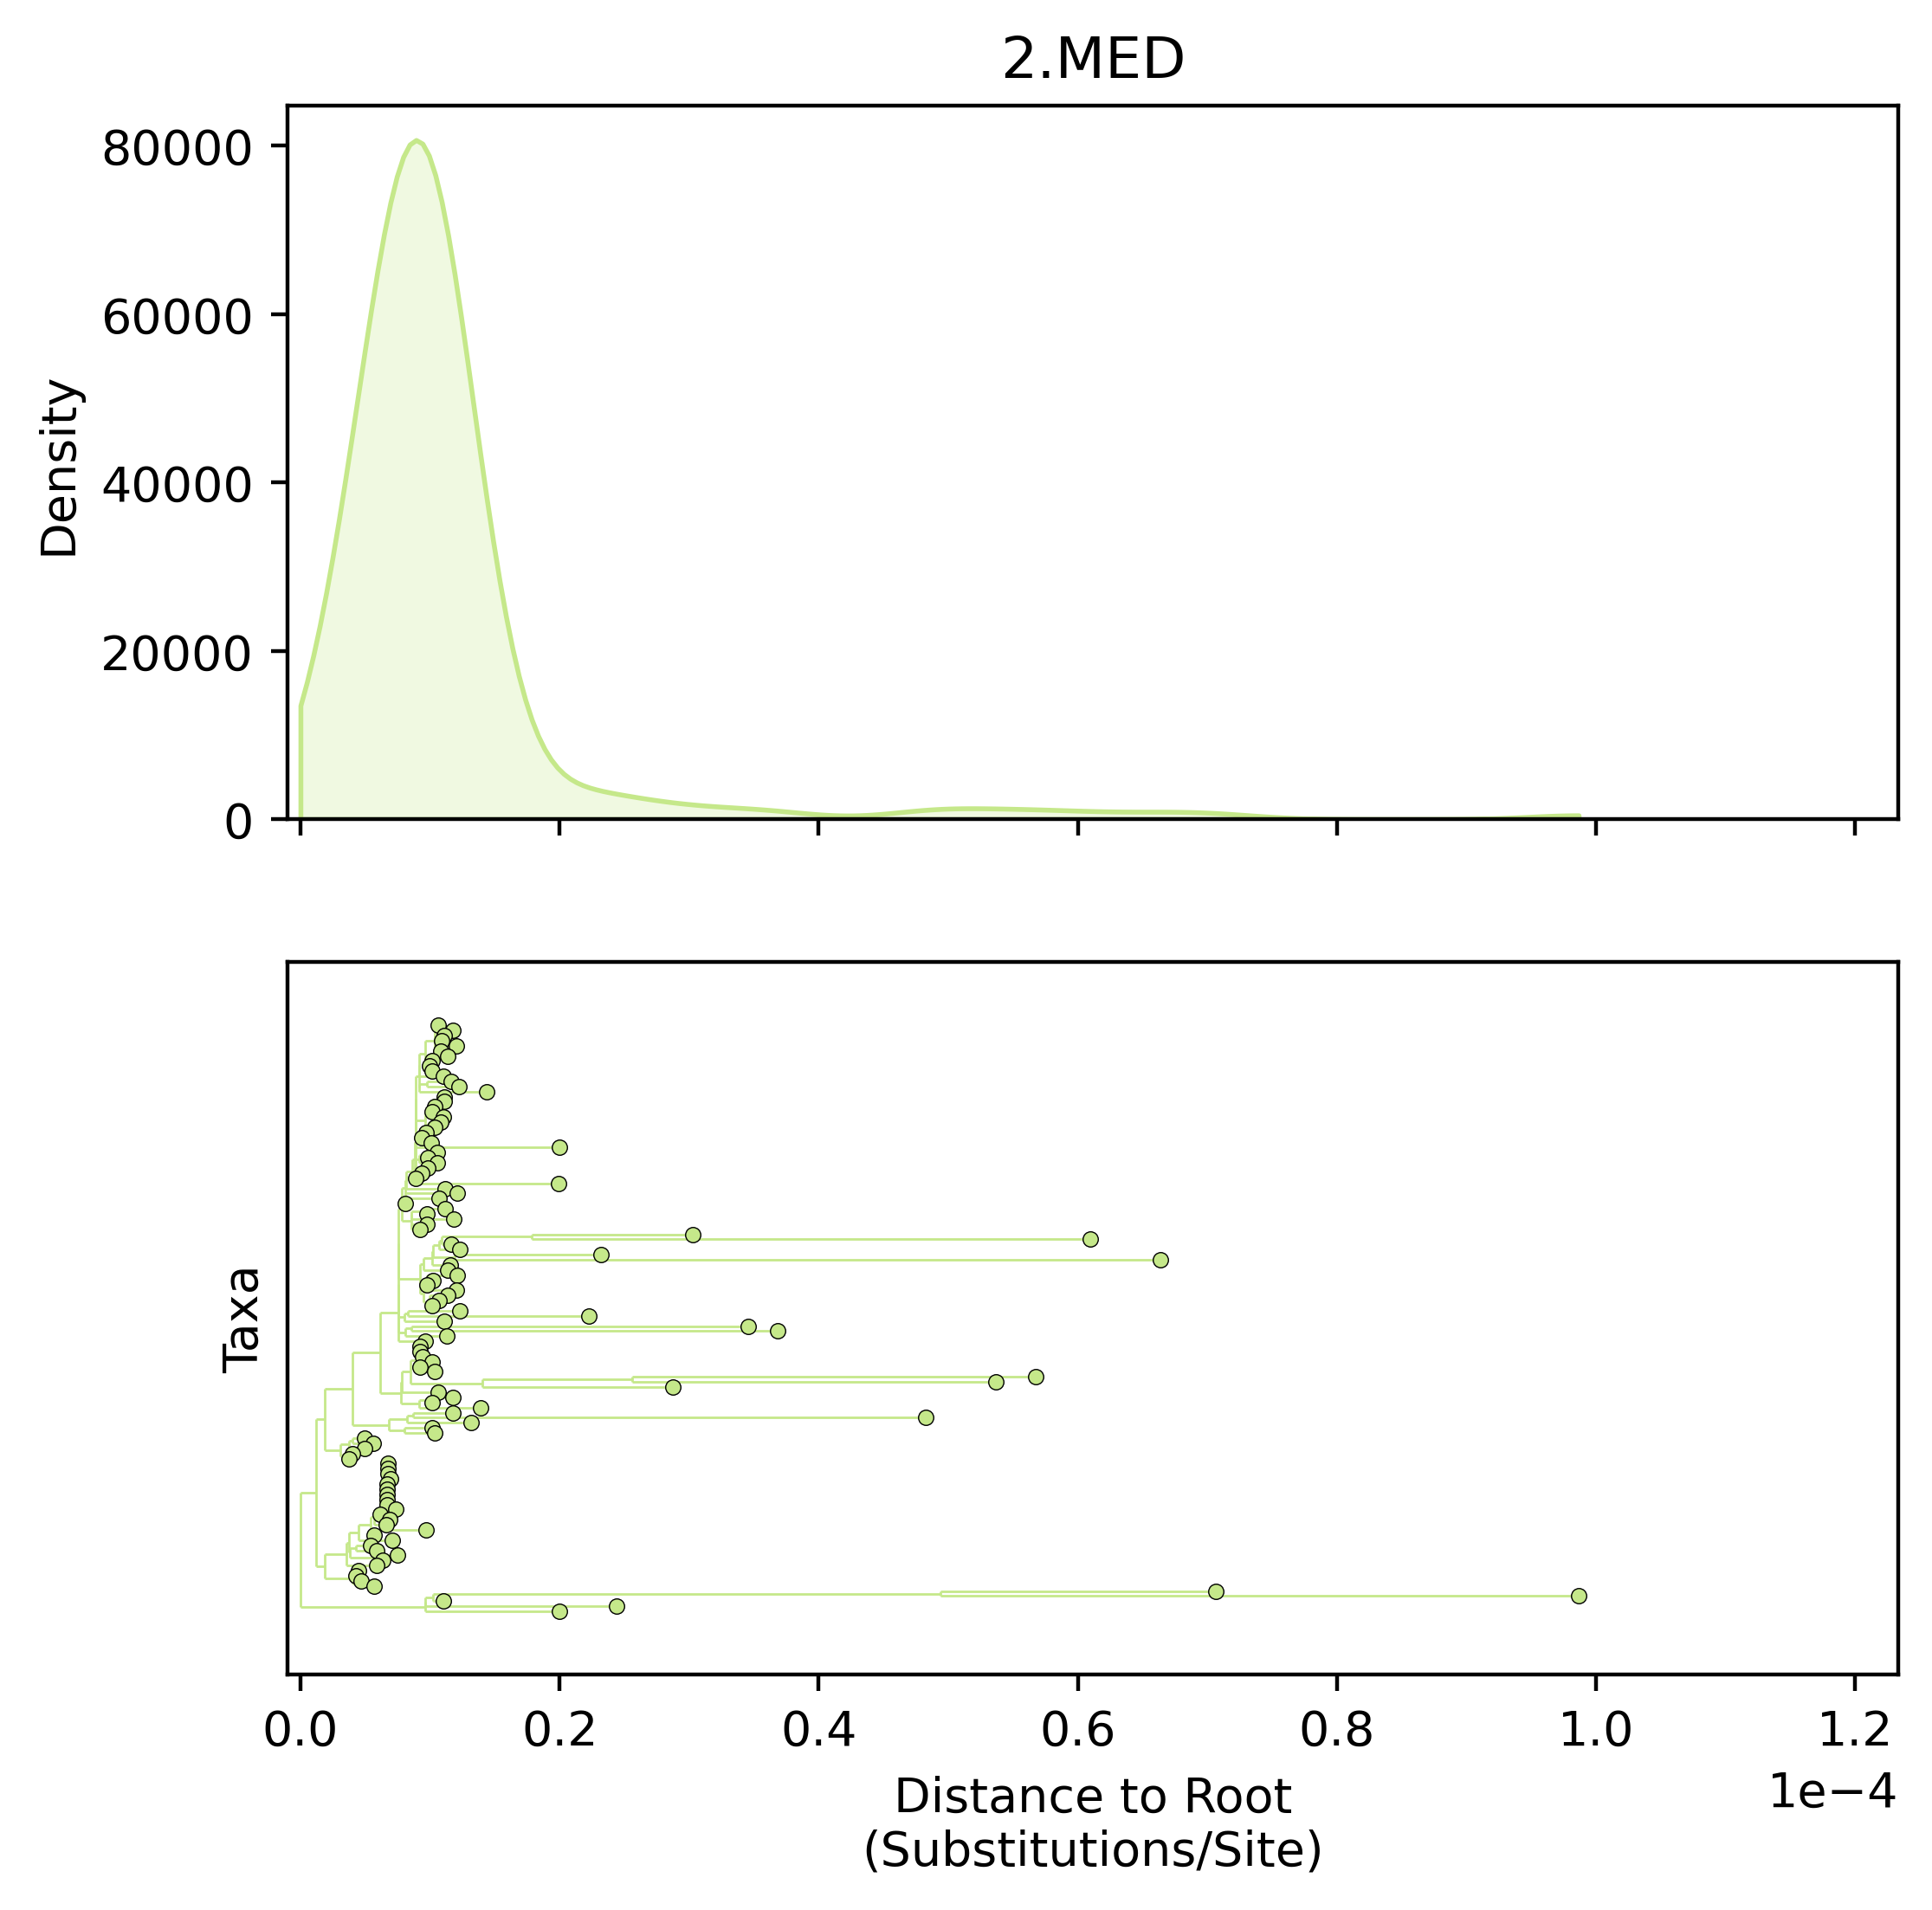 2.MED
80000
60000
40000
20000
0
Density
Taxa
0.0 0.2 0.4 0.6 0.8 1.0 1.2
1e−4
Distance to Root
(Substitutions/Site)